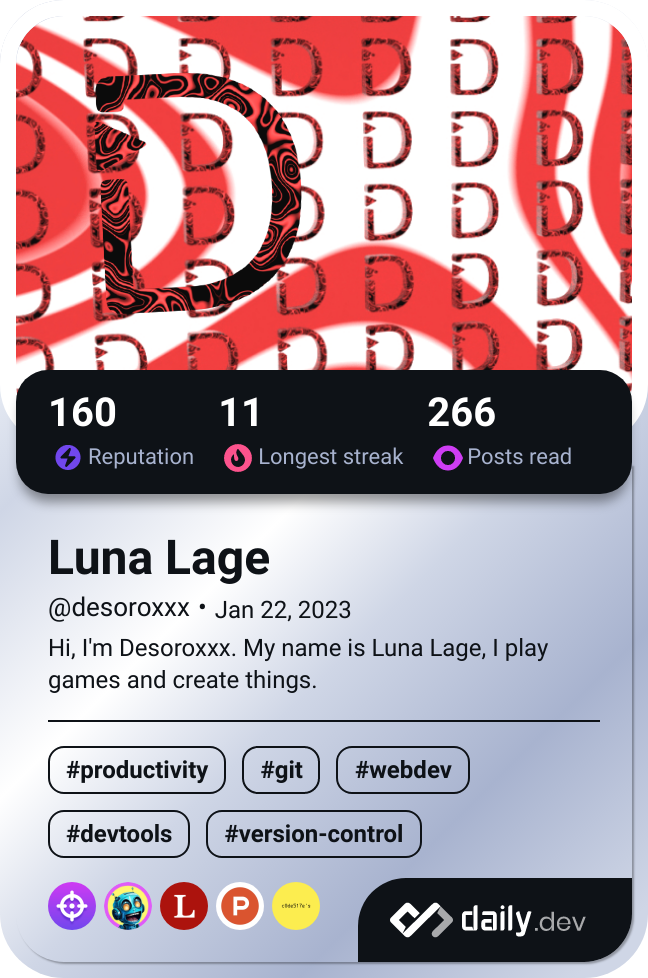 D
160 11 266
Reputation Longest streak Posts read
Luna Lage
@desoroxxx • Jan 22, 2023
Hi, I'm Desoroxxx. My name is Luna Lage, I play
games and create things.
#productivity #git #webdev
#devtools #version-control
L P
daily.dev